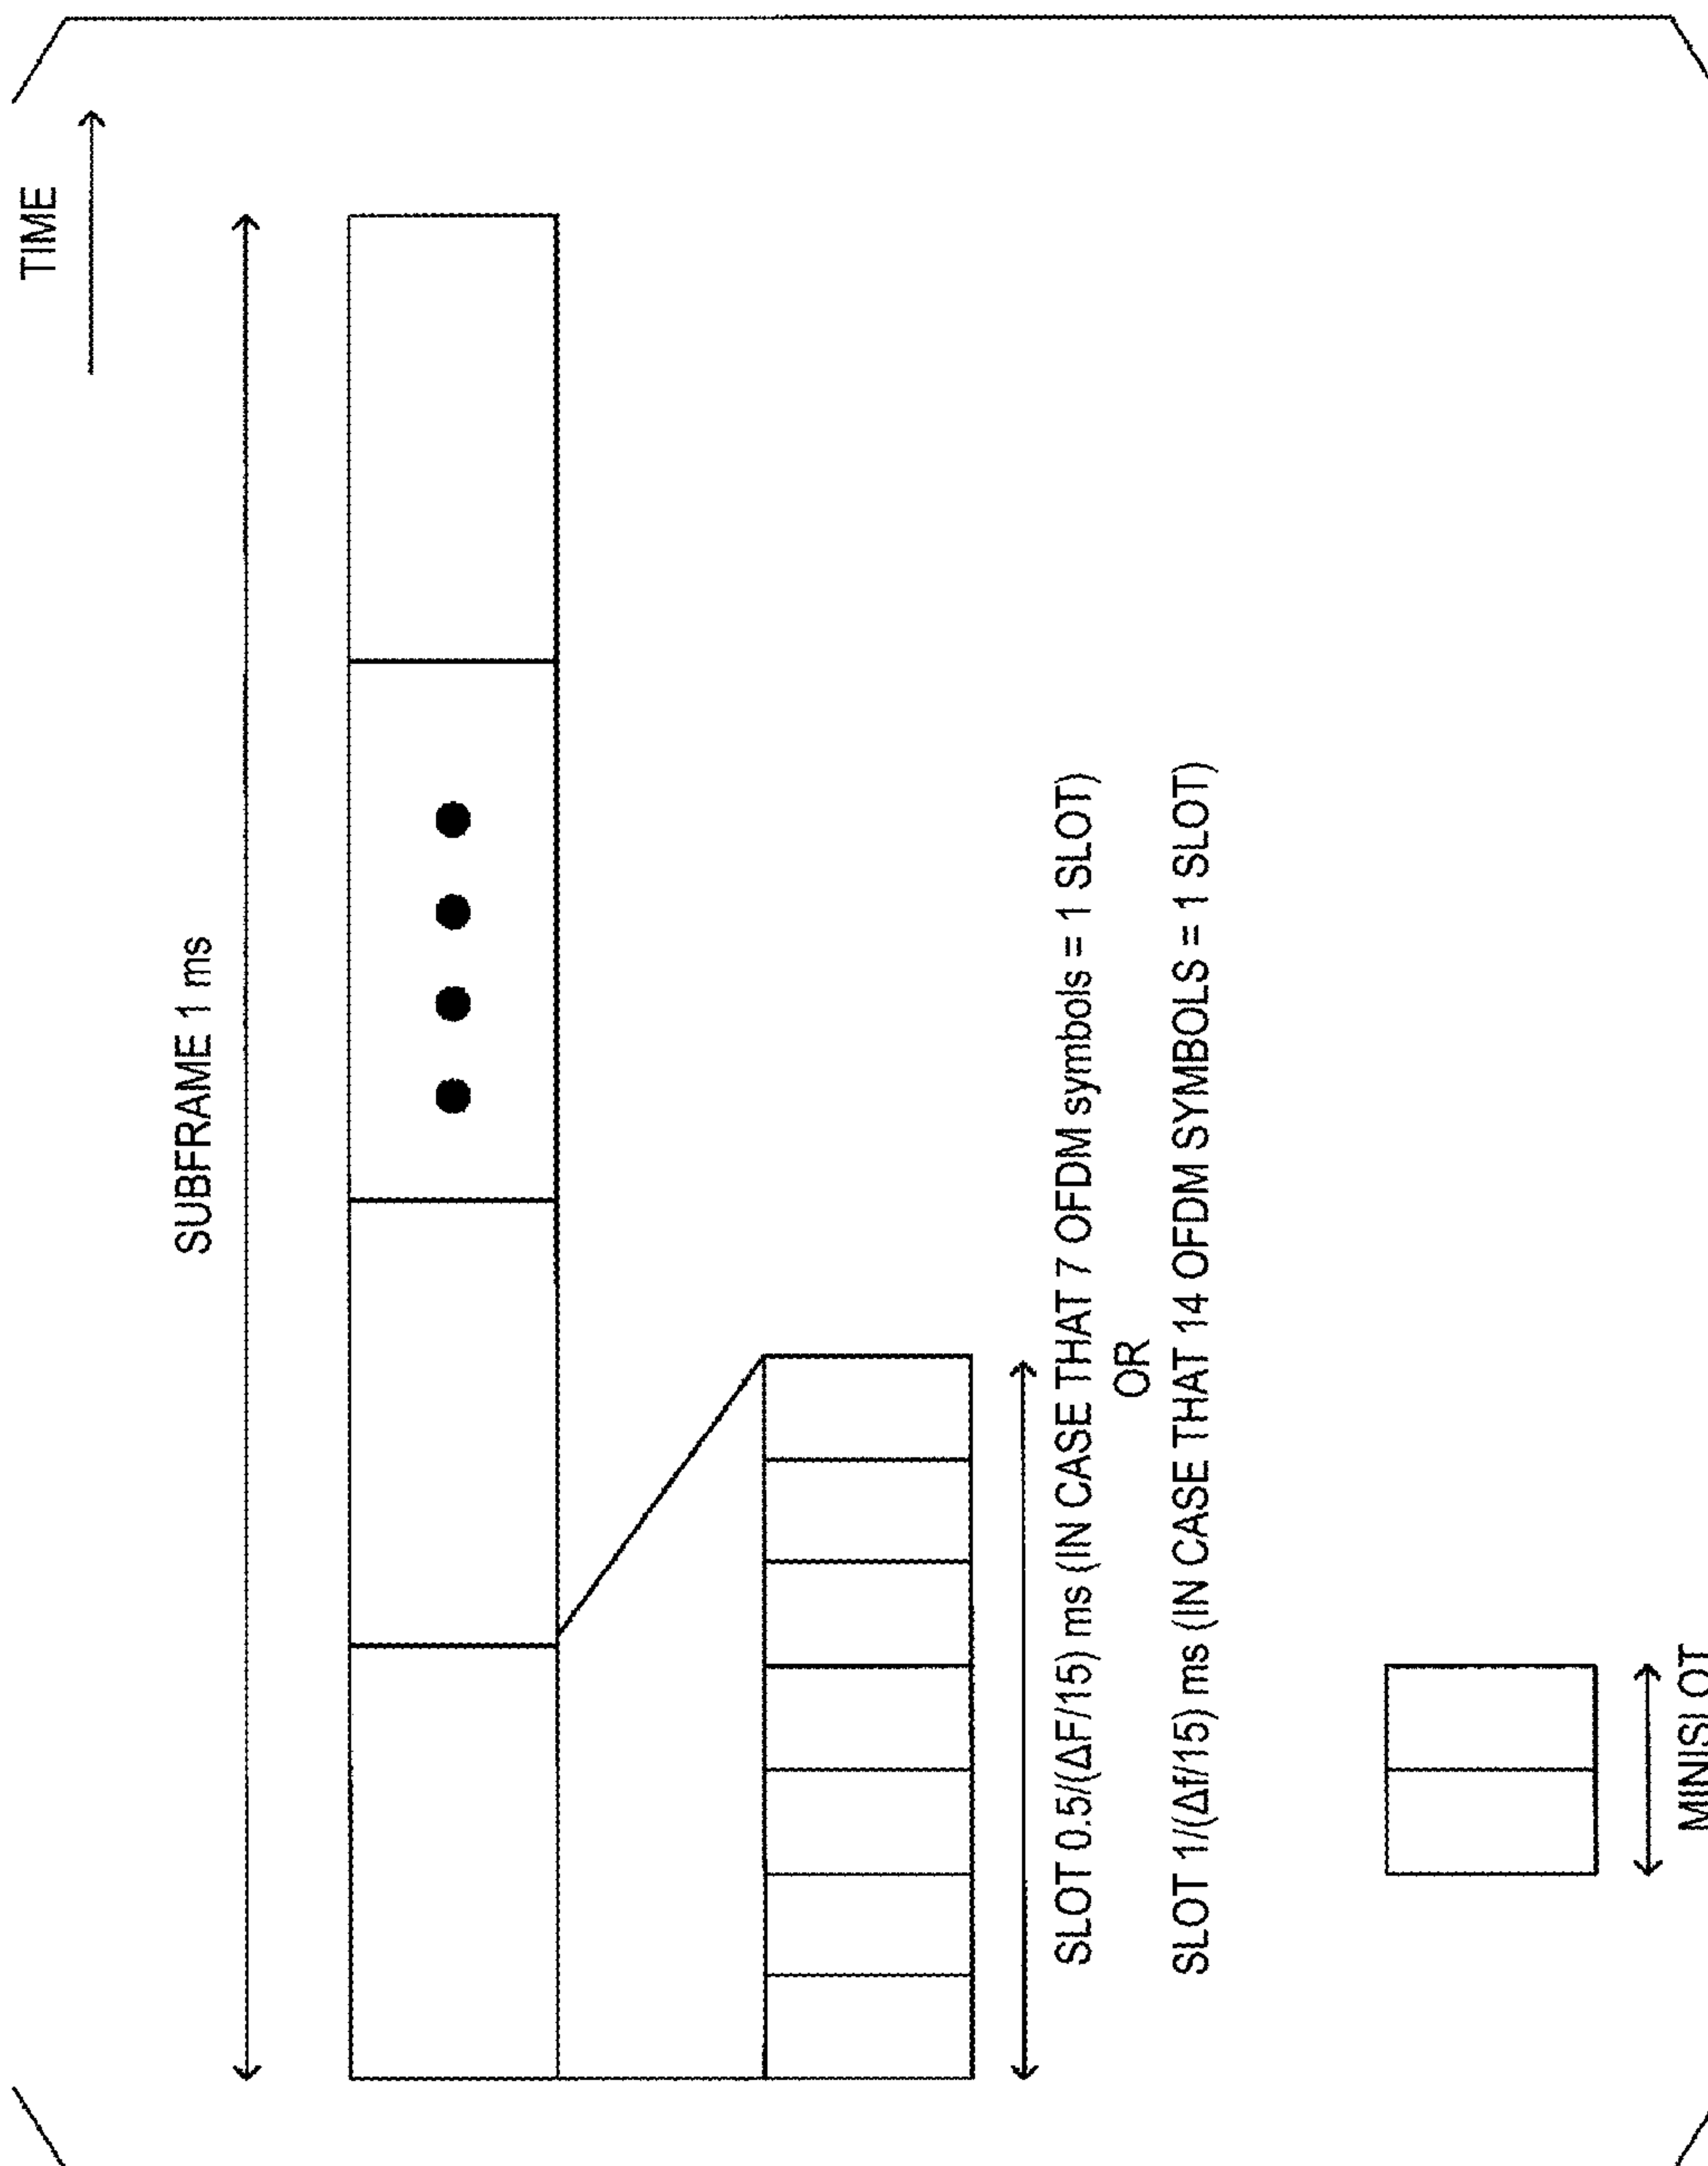 TIME
SUBFRAME 1 ms
SLOT 0.5/(ΔF/15) ms (IN CASE THAT 7 OFDM symbols = 1 SLOT)
OR
SLOT 1/(Δf/15) ms (IN CASE THAT 14 OFDM SYMBOLS = 1 SLOT)
MINISLOT